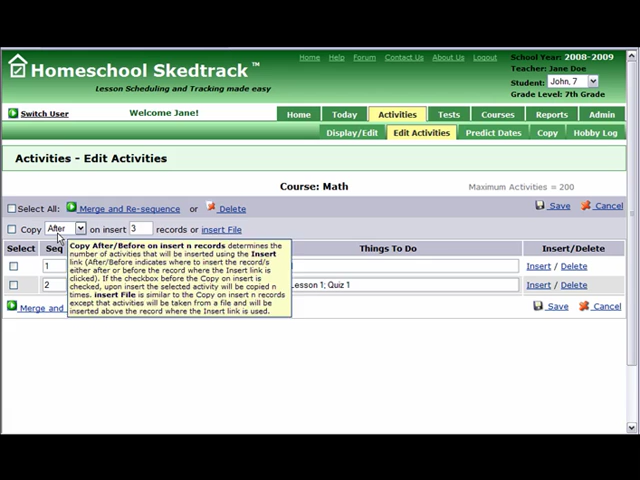 Home Help Forum Contact Us About Us Logout
School Year: 2008-2009
Teacher: Jane Doe
Homeschool Skedtrack ™
Student: John, 7
Lesson Scheduling and Tracking made easy
Grade Level: 7th Grade
Switch User Welcome Jane! Home Today Activities Tests Courses Reports Admin
Display/Edit Edit Activities Predict Dates Copy Hobby Log
Activities - Edit Activities
Course: Math Maximum Activities = 200
Select All: Merge and Re-sequence or Delete Save Cancel
Copy After on insert 3 records or insert File
Select Seq Things To Do Insert/Delete
1 Insert / Delete
2 Lesson 1; Quiz 1 Insert / Delete
Merge and Save Cancel
Copy After/Before on insert n records determines the
number of activities that will be inserted using the Insert
link (After/Before indicates where to insert the record/s
either after or before the record where the Insert link is
clicked). If the checkbox before the Copy on Insert is
checked, upon insert the selected activity will be copied n
times. insert File is similar to the Copy on insert n records
except that activities will be taken from a file and will be
inserted above the record where the Insert link is used.